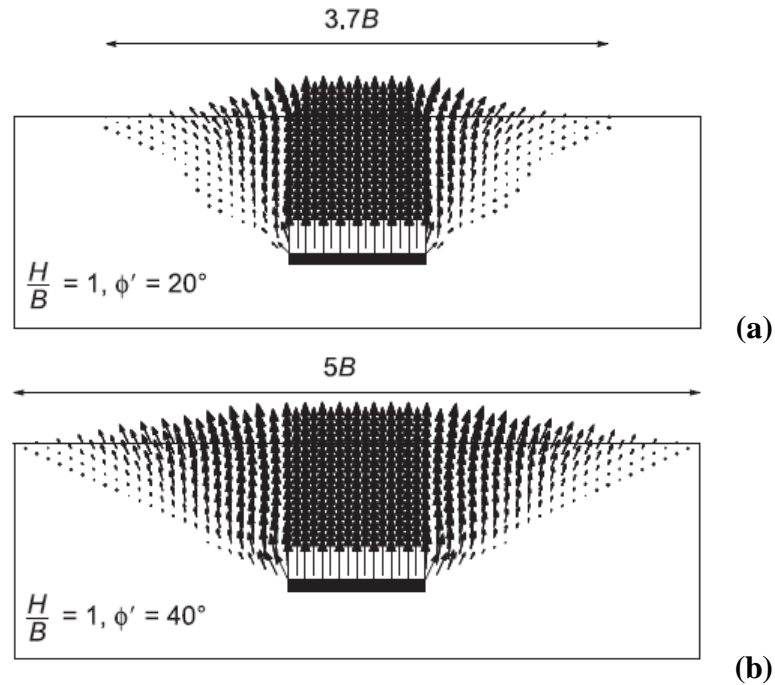 3.7B
H/B = 1, ϕ′ = 20°
(a)
5B
H/B = 1, ϕ′ = 40°
(b)